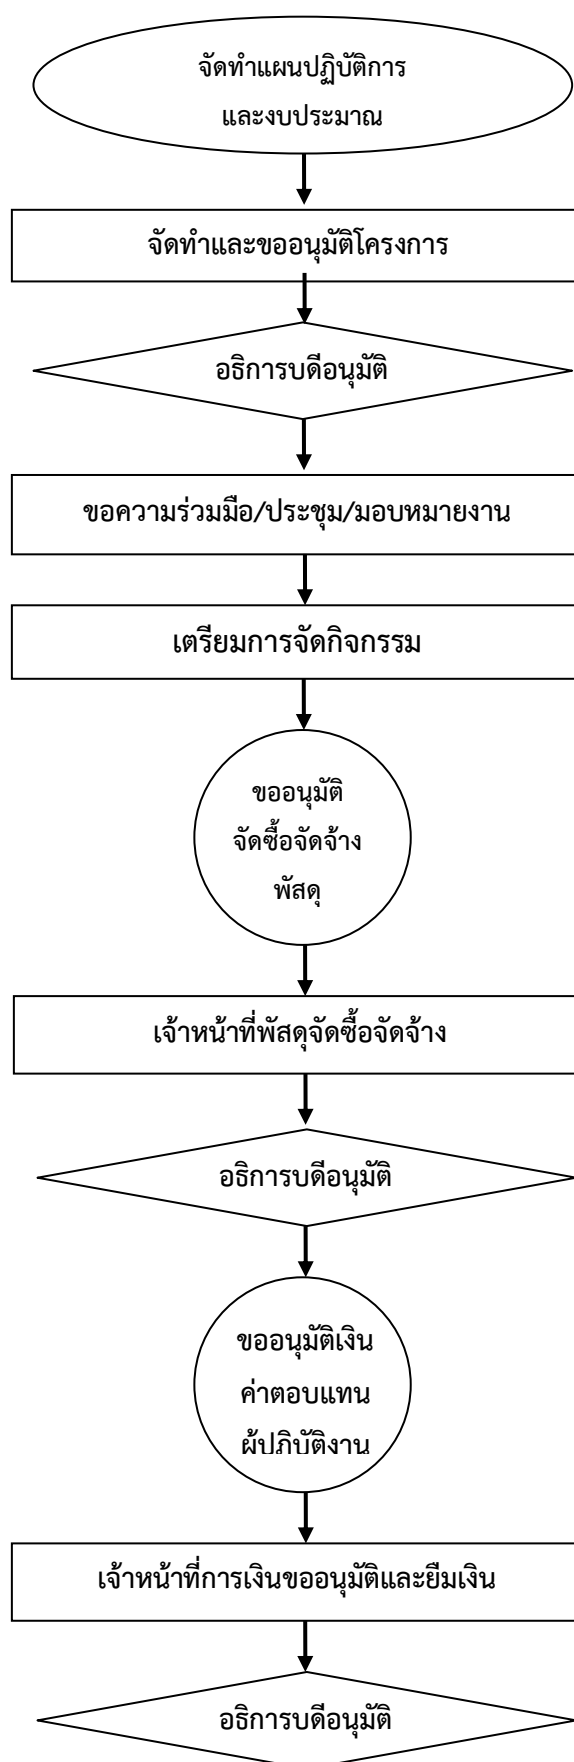 จัดทำแผนปฏิบัติการ
และงบประมาณ
จัดทำและขออนุมัติโครงการ
อธิการบดีอนุมัติ
ขอความร่วมมือ/ประชุม/มอบหมายงาน
เตรียมการจัดกิจกรรม
ขออนุมัติ
จัดซื้อจัดจ้าง
พัสดุ
เจ้าหน้าที่พัสดุจัดซื้อจัดจ้าง
อธิการบดีอนุมัติ
ขออนุมัติเงิน
ค่าตอบแทน
ผู้ปฏิบัติงาน
เจ้าหน้าที่การเงินขออนุมัติและยืมเงิน
อธิการบดีอนุมัติ